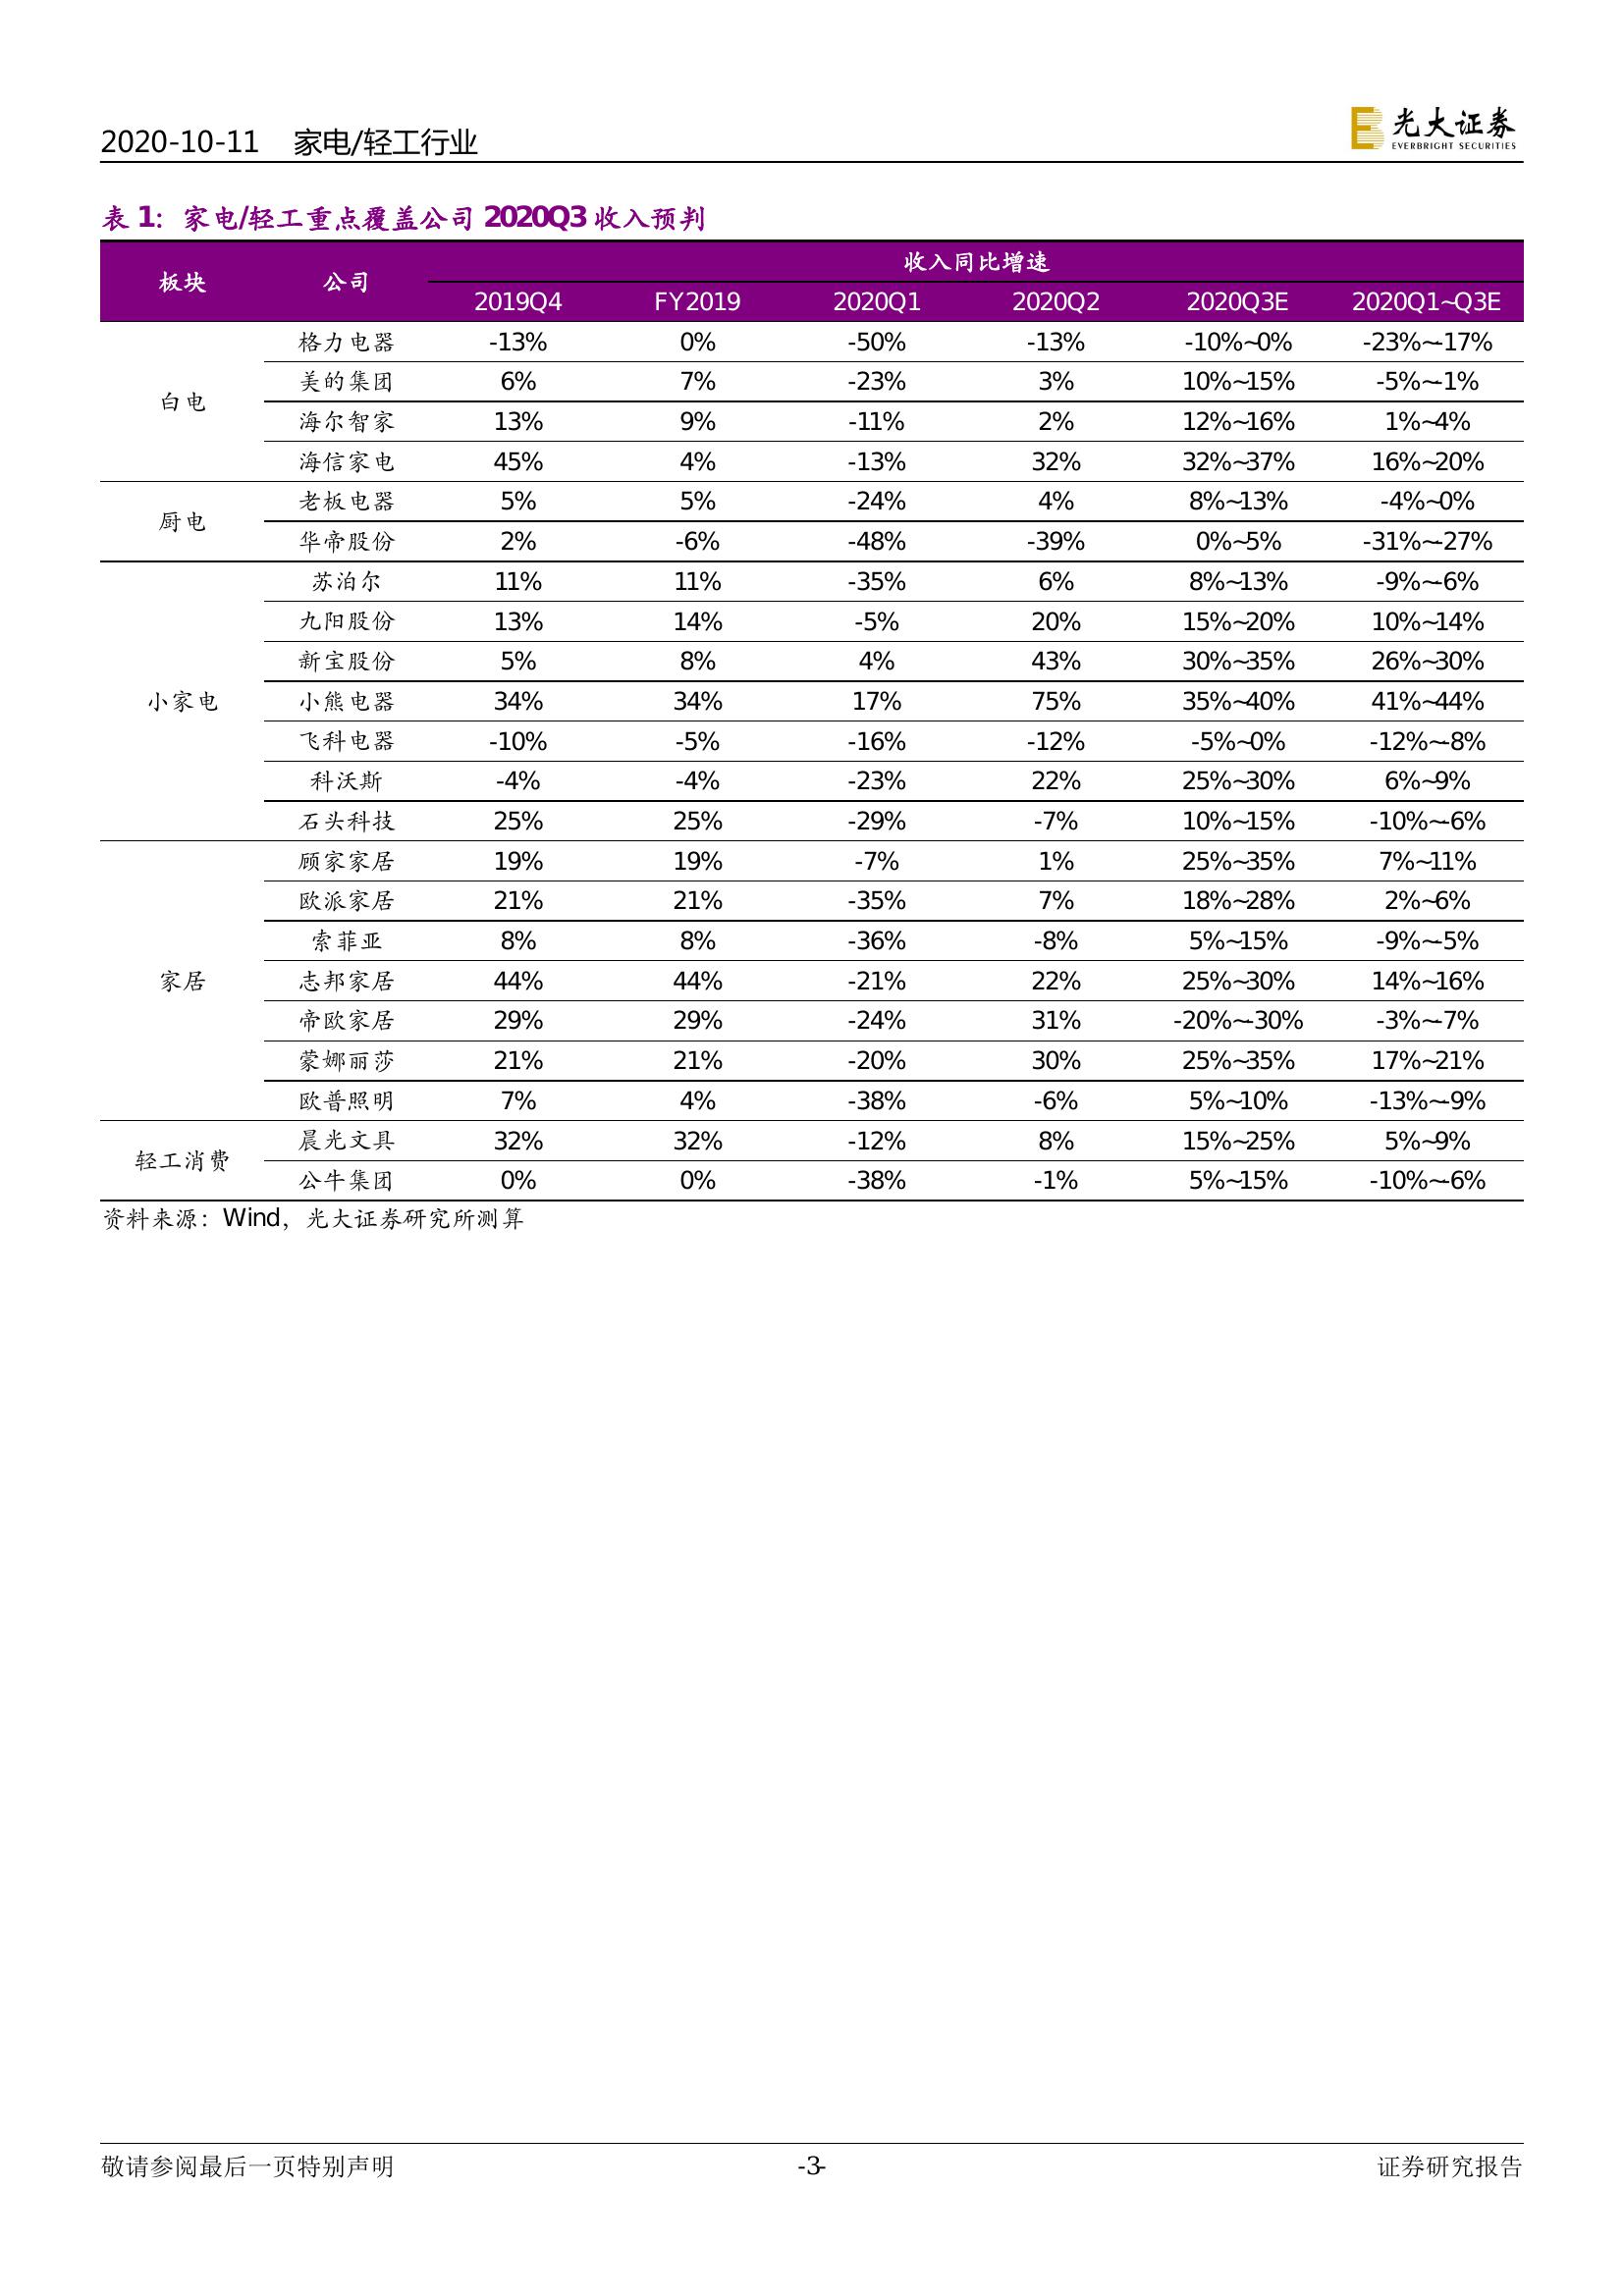 2020-10-11 家电/轻工行业
光大证券
EVERBRIGHT SECURITIES
表 1：家电/轻工重点覆盖公司 2020Q3 收入预判
板块 公司 收入同比增速
2019Q4 FY2019 2020Q1 2020Q2 2020Q3E 2020Q1~Q3E
白电
格力电器 -13% 0% -50% -13% -10%~0% -23%~-17%
美的集团 6% 7% -23% 3% 10%~15% -5%~-1%
海尔智家 13% 9% -11% 2% 12%~16% 1%~4%
海信家电 45% 4% -13% 32% 32%~37% 16%~20%
厨电
老板电器 5% 5% -24% 4% 8%~13% -4%~0%
华帝股份 2% -6% -48% -39% 0%~5% -31%~-27%
小家电
苏泊尔 11% 11% -35% 6% 8%~13% -9%~-6%
九阳股份 13% 14% -5% 20% 15%~20% 10%~14%
新宝股份 5% 8% 4% 43% 30%~35% 26%~30%
小熊电器 34% 34% 17% 75% 35%~40% 41%~44%
飞科电器 -10% -5% -16% -12% -5%~0% -12%~-8%
科沃斯 -4% -4% -23% 22% 25%~30% 6%~9%
石头科技 25% 25% -29% -7% 10%~15% -10%~-6%
家居
顾家家居 19% 19% -7% 1% 25%~35% 7%~11%
欧派家居 21% 21% -35% 7% 18%~28% 2%~6%
索菲亚 8% 8% -36% -8% 5%~15% -9%~-5%
志邦家居 44% 44% -21% 22% 25%~30% 14%~16%
帝欧家居 29% 29% -24% 31% -20%~-30% -3%~-7%
蒙娜丽莎 21% 21% -20% 30% 25%~35% 17%~21%
欧普照明 7% 4% -38% -6% 5%~10% -13%~-9%
轻工消费
晨光文具 32% 32% -12% 8% 15%~25% 5%~9%
公牛集团 0% 0% -38% -1% 5%~15% -10%~-6%
资料来源：Wind，光大证券研究所测算
敬请参阅最后一页特别声明 -3- 证券研究报告